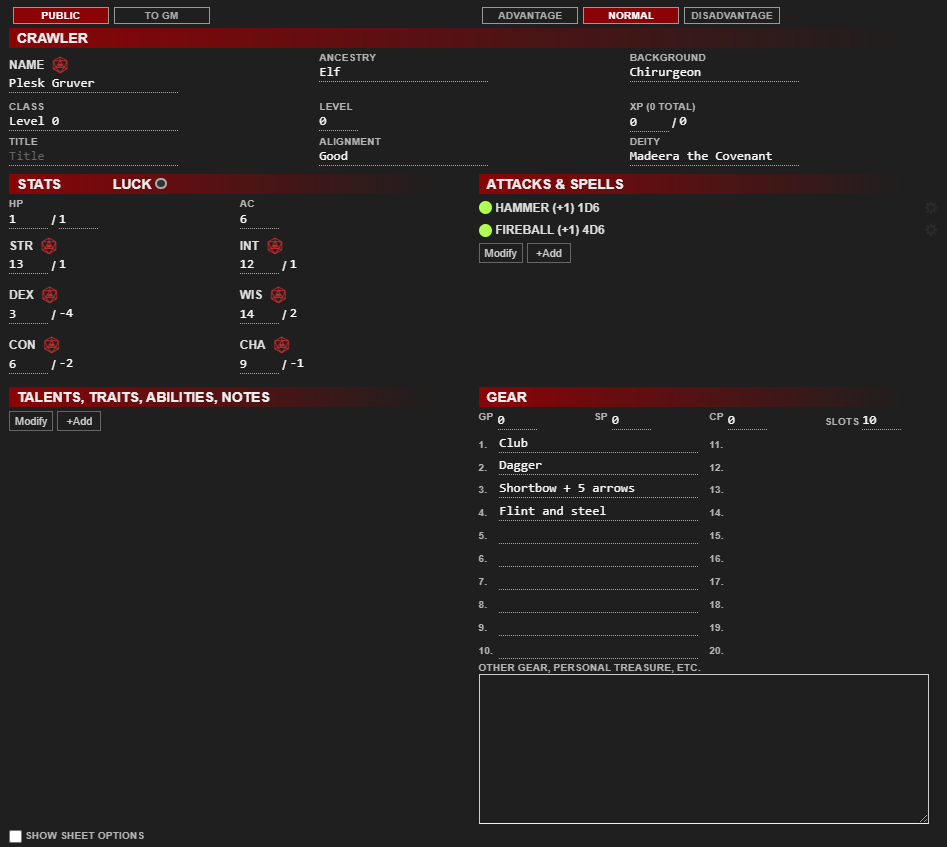 PUBLIC TO GM ADVANTAGE NORMAL DISADVANTAGE
CRAWLER
NAME ANCESTRY BACKGROUND
Plesk Gruver Elf Chirurgeon
CLASS LEVEL XP (0 TOTAL)
Level 0 0 0 / 0
TITLE ALIGNMENT DEITY
Title Good Madeera the Covenant
STATS LUCK
HP AC
1 / 1 6
STR INT
13 / 1 12 / 1
DEX WIS
3 / -4 14 / 2
CON CHA
6 / -2 9 / -1
ATTACKS & SPELLS
HAMMER (+1) 1D6
FIREBALL (+1) 4D6
Modify +Add
TALENTS, TRAITS, ABILITIES, NOTES
Modify +Add
GEAR
GP 0 SP 0 CP 0 SLOTS 10
1. Club 11.
2. Dagger 12.
3. Shortbow + 5 arrows 13.
4. Flint and steel 14.
5. 15.
6. 16.
7. 17.
8. 18.
9. 19.
10. 20.
OTHER GEAR, PERSONAL TREASURE, ETC.
SHOW SHEET OPTIONS